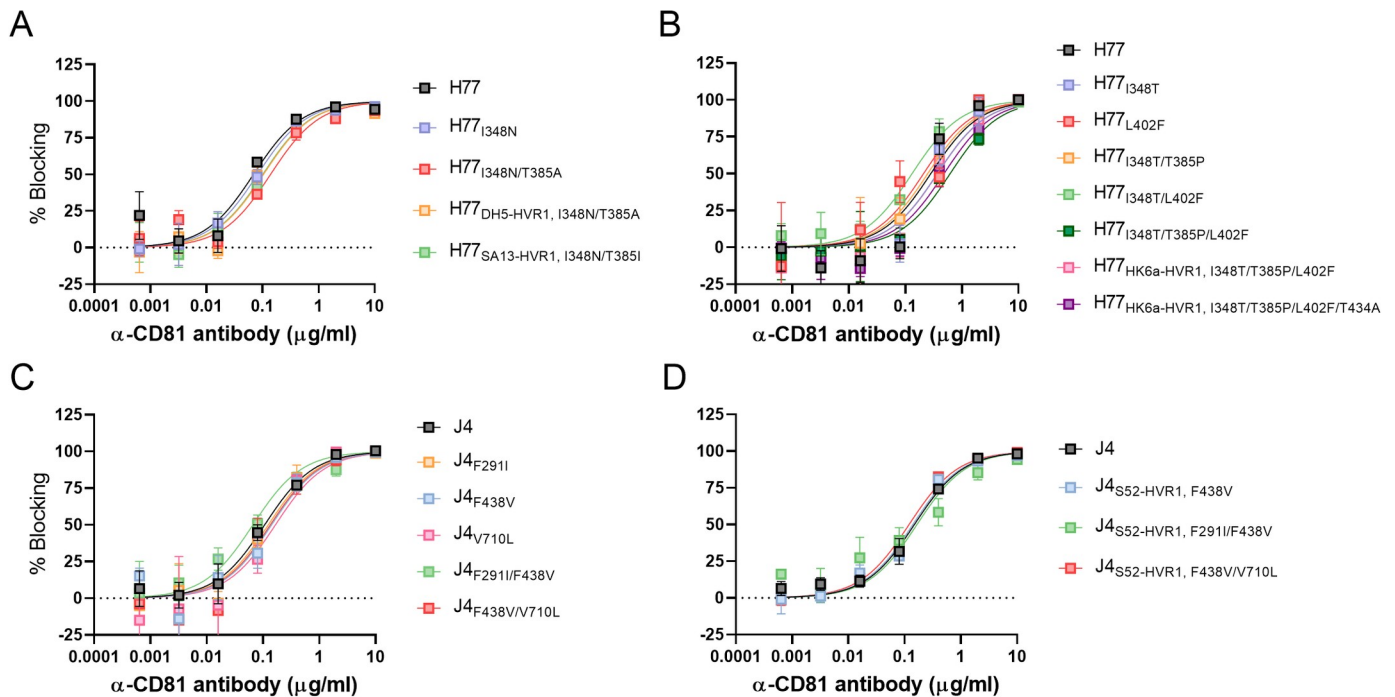 A
% Blocking
125
100
75
50
25
0
-25
0.0001 0.001 0.01 0.1 1 10
α-CD81 antibody (μg/ml)
H77
H77I348N
H77I348N/T385A
H77DH5-HVR1, I348N/T385A
H77SA13-HVR1, I348N/T385I
B
125
100
75
50
25
0
-25
0.0001 0.001 0.01 0.1 1 10
α-CD81 antibody (μg/ml)
H77
H77I348T
H77L402F
H77I348T/T385P
H77I348T/L402F
H77I348T/T385P/L402F
H77HK6a-HVR1, I348T/T385P/L402F
H77HK6a-HVR1, I348T/T385P/L402F/T434A
C
% Blocking
125
100
75
50
25
0
-25
0.0001 0.001 0.01 0.1 1 10
α-CD81 antibody (μg/ml)
J4
J4F291I
J4F438V
J4V710L
J4F291I/F438V
J4F438V/V710L
D
125
100
75
50
25
0
-25
0.0001 0.001 0.01 0.1 1 10
α-CD81 antibody (μg/ml)
J4
J4S52-HVR1, F438V
J4S52-HVR1, F291I/F438V
J4S52-HVR1, F438V/V710L